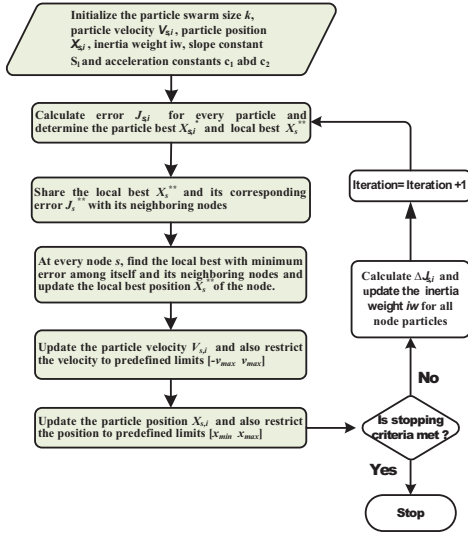 Initialize the particle swarm size k,
particle velocity V_s,i, particle position
X_s,i, inertia weight iw, slope constant
S_1 and acceleration constants c_1 abd c_2
Calculate error J_s,i for every particle and
determine the particle best X_s,i^* and local best X_s^**
Share the local best X_s^** and its corresponding
error J_s^** with its neighboring nodes
At every node s, find the local best with minimum
error among itself and its neighboring nodes and
update the local best position X_s^** of the node.
Update the particle velocity V_s,i and also restrict
the velocity to predefined limits [-v_max v_max]
Update the particle position X_s,i and also restrict
the position to predefined limits [x_min x_max]
Is stopping
criteria met ?
No
Calculate ΔJ_s,i and
update the inertia
weight iw for all
node particles
Iteration= Iteration +1
Yes
Stop